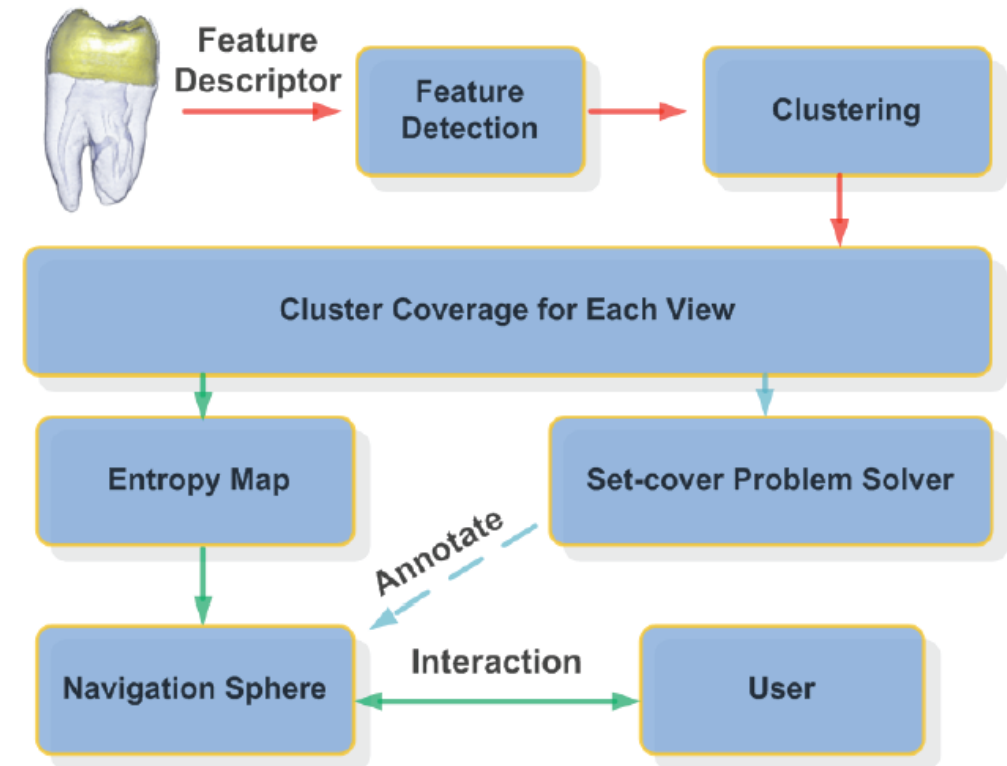 Feature
Descriptor
Feature
Detection
Clustering
Cluster Coverage for Each View
Entropy Map
Set-cover Problem Solver
Annotate
Navigation Sphere
Interaction
User